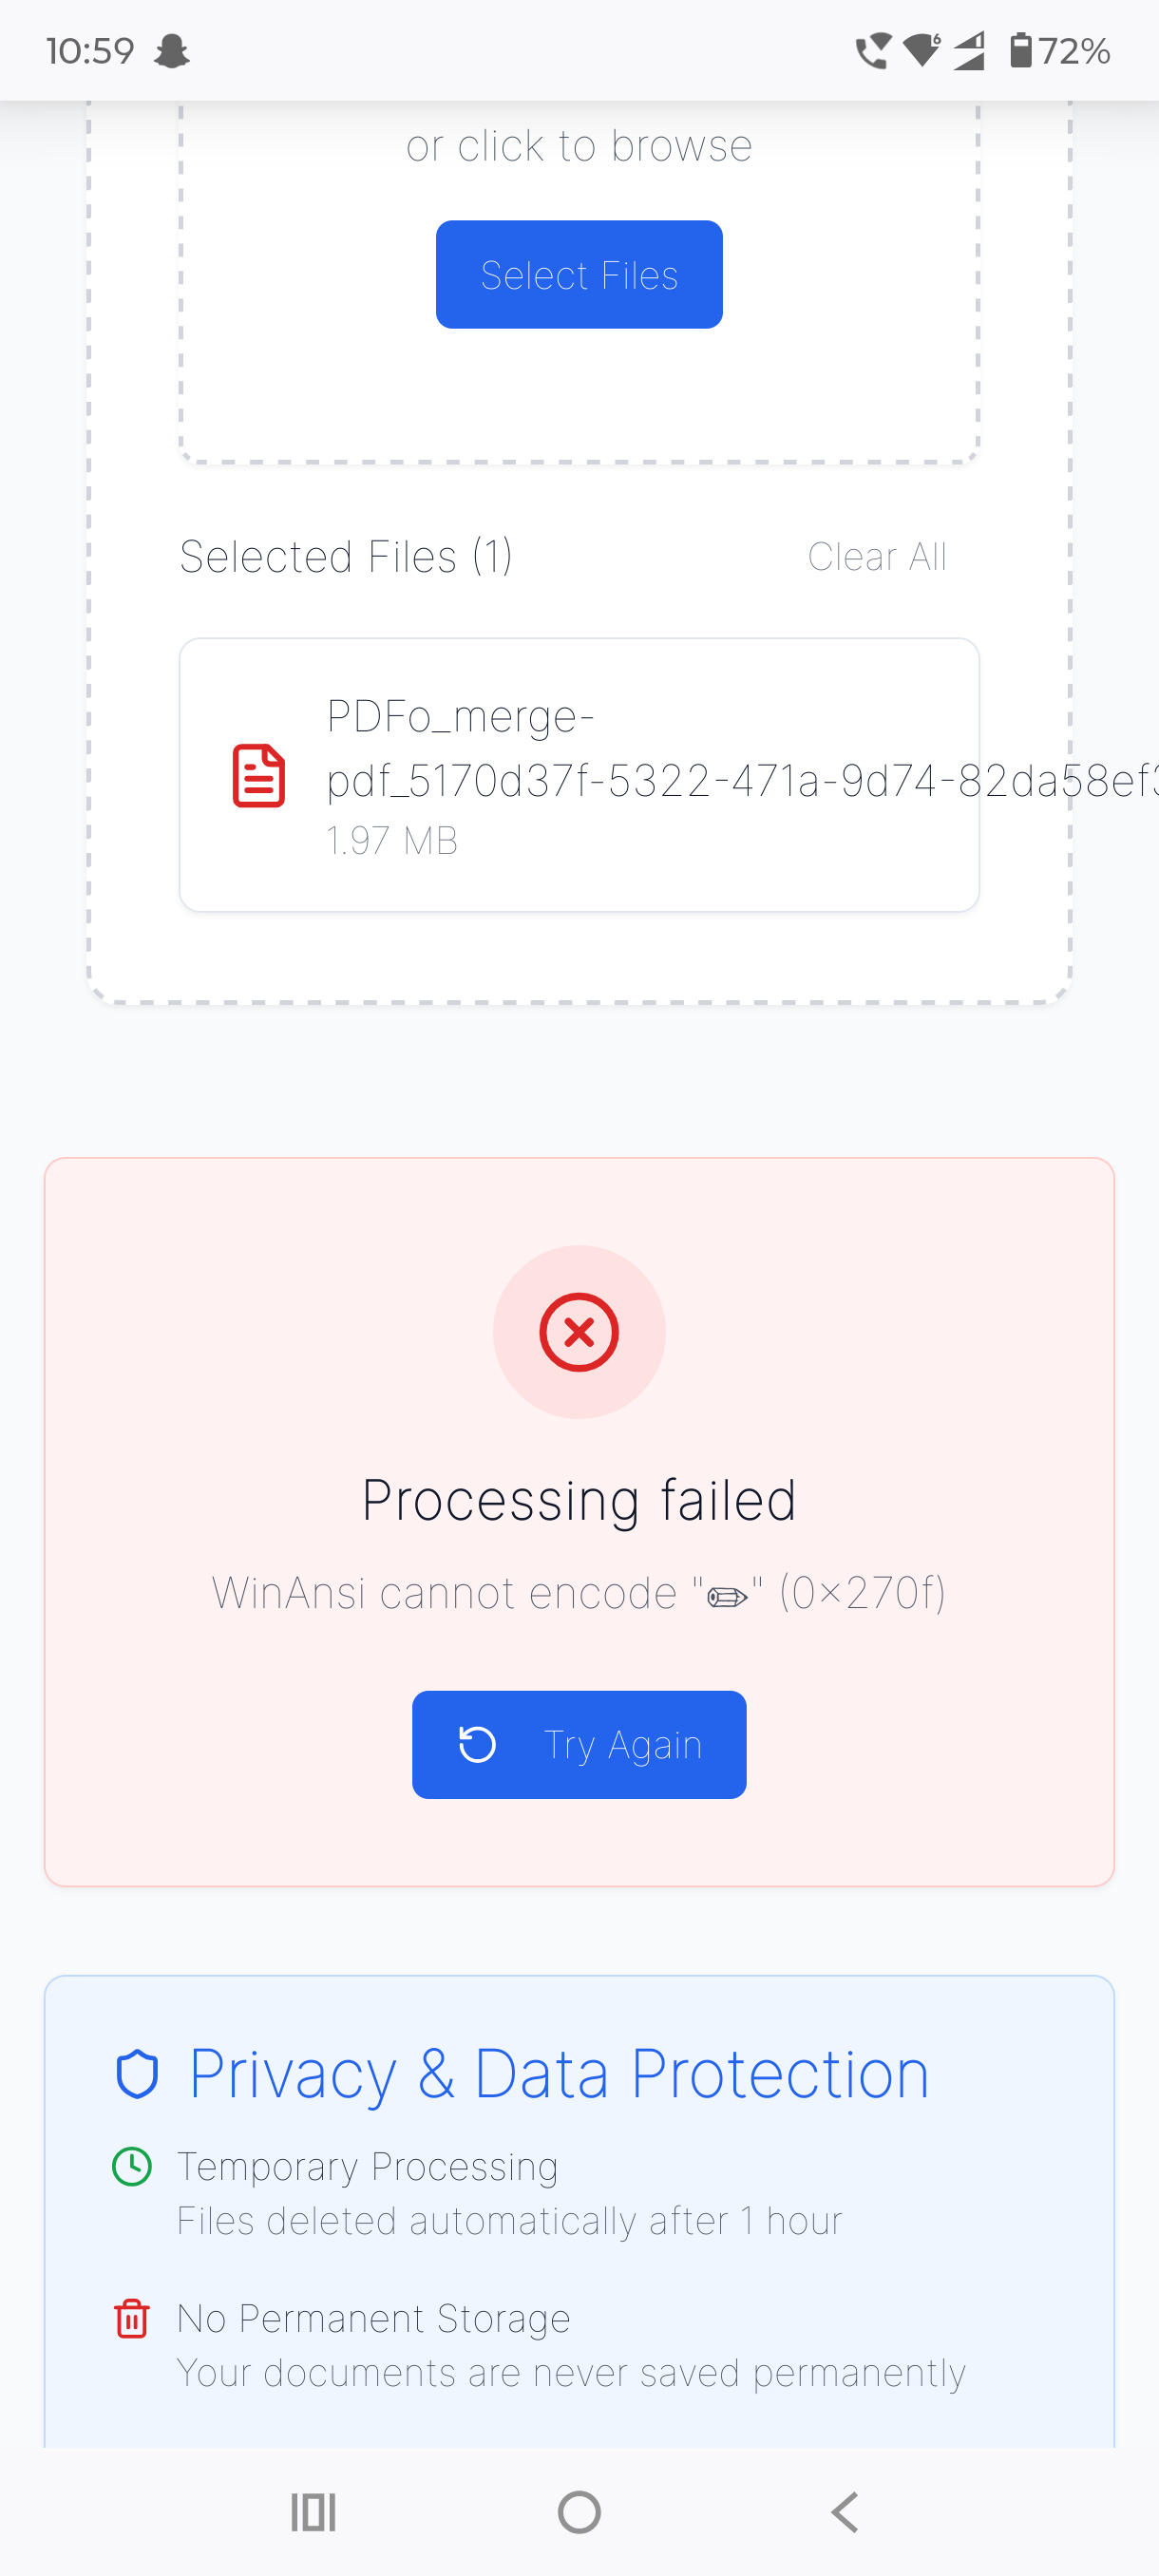 10:59
72%
or click to browse
Select Files
Selected Files (1)
Clear All
PDFo_merge-
pdf_5170d37f-5322-471a-9d74-82da58ef
1.97 MB
Processing failed
WinAnsi cannot encode "✏" (0×270f)
Try Again
Privacy & Data Protection
Temporary Processing
Files deleted automatically after 1 hour
No Permanent Storage
Your documents are never saved permanently